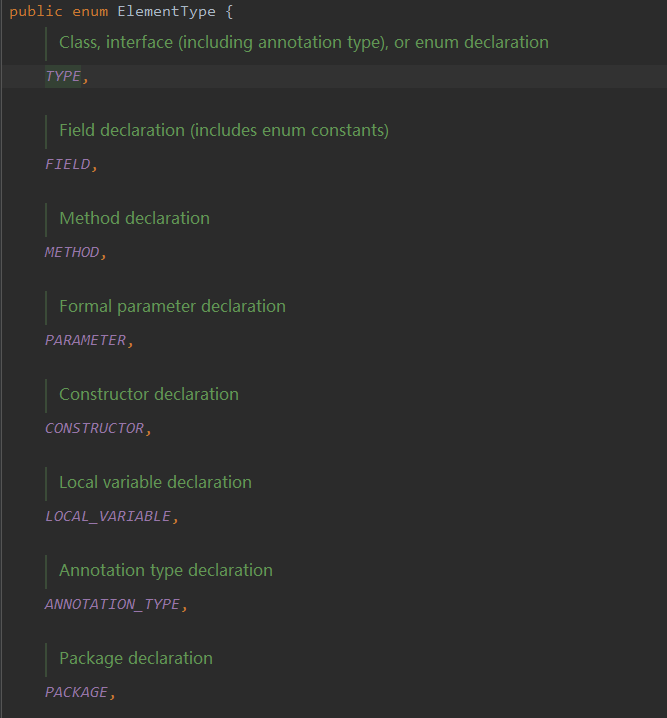 public enum ElementType {
Class, interface (including annotation type), or enum declaration
TYPE,
Field declaration (includes enum constants)
FIELD,
Method declaration
METHOD,
Formal parameter declaration
PARAMETER,
Constructor declaration
CONSTRUCTOR,
Local variable declaration
LOCAL_VARIABLE,
Annotation type declaration
ANNOTATION_TYPE,
Package declaration
PACKAGE,